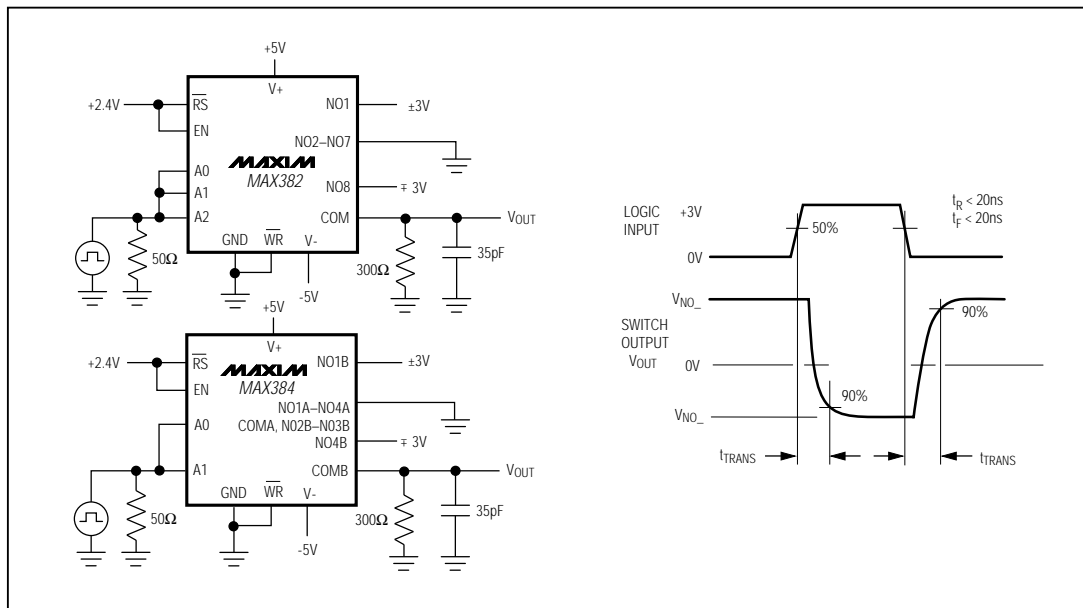 +5V
V+
+2.4V
RS
NO1
±3V
EN
NO2–NO7
A0
MAXIM
MAX382
A1
NO8
∓ 3V
A2
COM
VOUT
GND
WR
V-
50Ω
300Ω
35pF
-5V
+5V
V+
+2.4V
RS
NO1B
±3V
MAXIM
MAX384
EN
NO1A–NO4A
A0
COMA, N02B–N03B
NO4B
∓ 3V
A1
COMB
VOUT
GND
WR
V-
50Ω
300Ω
35pF
-5V
LOGIC
INPUT
+3V
50%
tR < 20ns
tF < 20ns
0V
VNO_
90%
SWITCH
OUTPUT
VOUT
0V
90%
VNO_
tTRANS
tTRANS